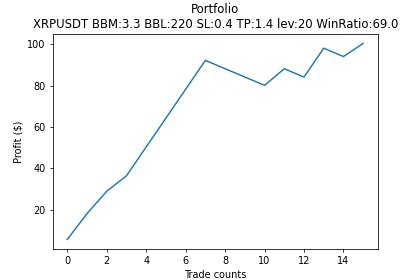 Portfolio
XRPUSDT BBM:3.3 BBL:220 SL:0.4 TP:1.4 lev:20 WinRatio:69.0
100
80
60
40
20
Profit ($)
0 2 4 6 8 10 12 14
Trade counts